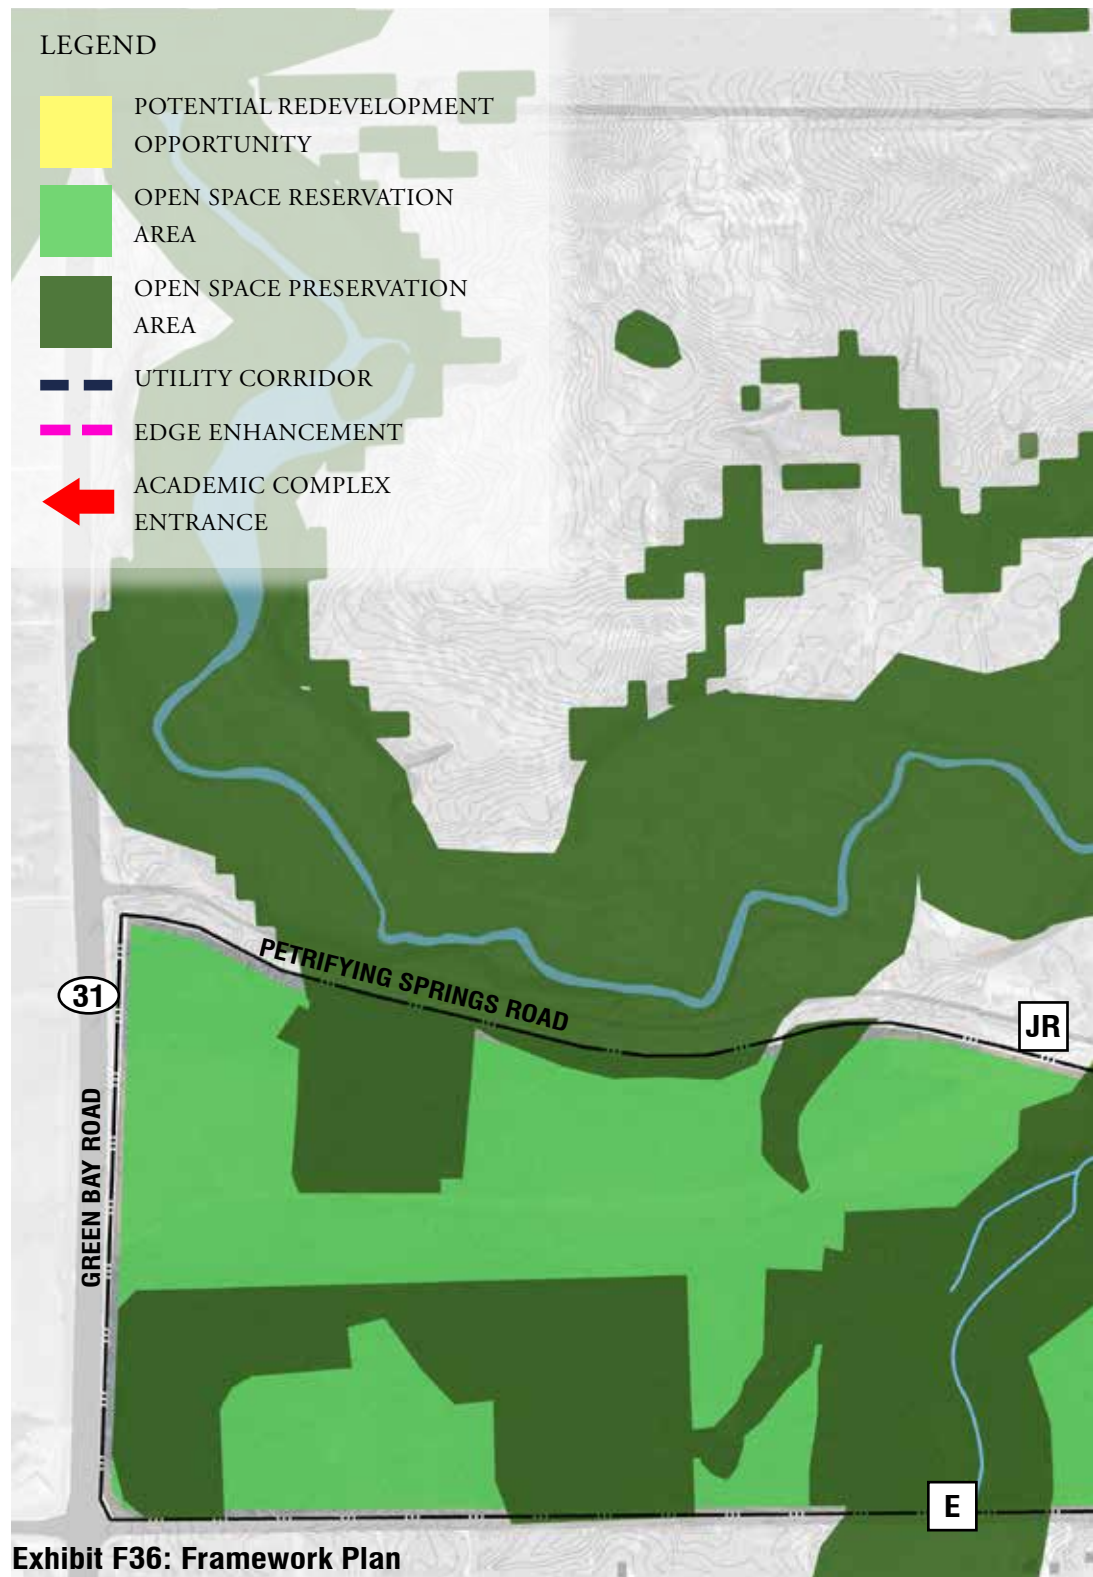 LEGEND
POTENTIAL REDEVELOPMENT
OPPORTUNITY
OPEN SPACE RESERVATION
AREA
OPEN SPACE PRESERVATION
AREA
UTILITY CORRIDOR
EDGE ENHANCEMENT
ACADEMIC COMPLEX
ENTRANCE
PETRIFYING SPRINGS ROAD
31
JR
GREEN BAY ROAD
E
Exhibit F36: Framework Plan